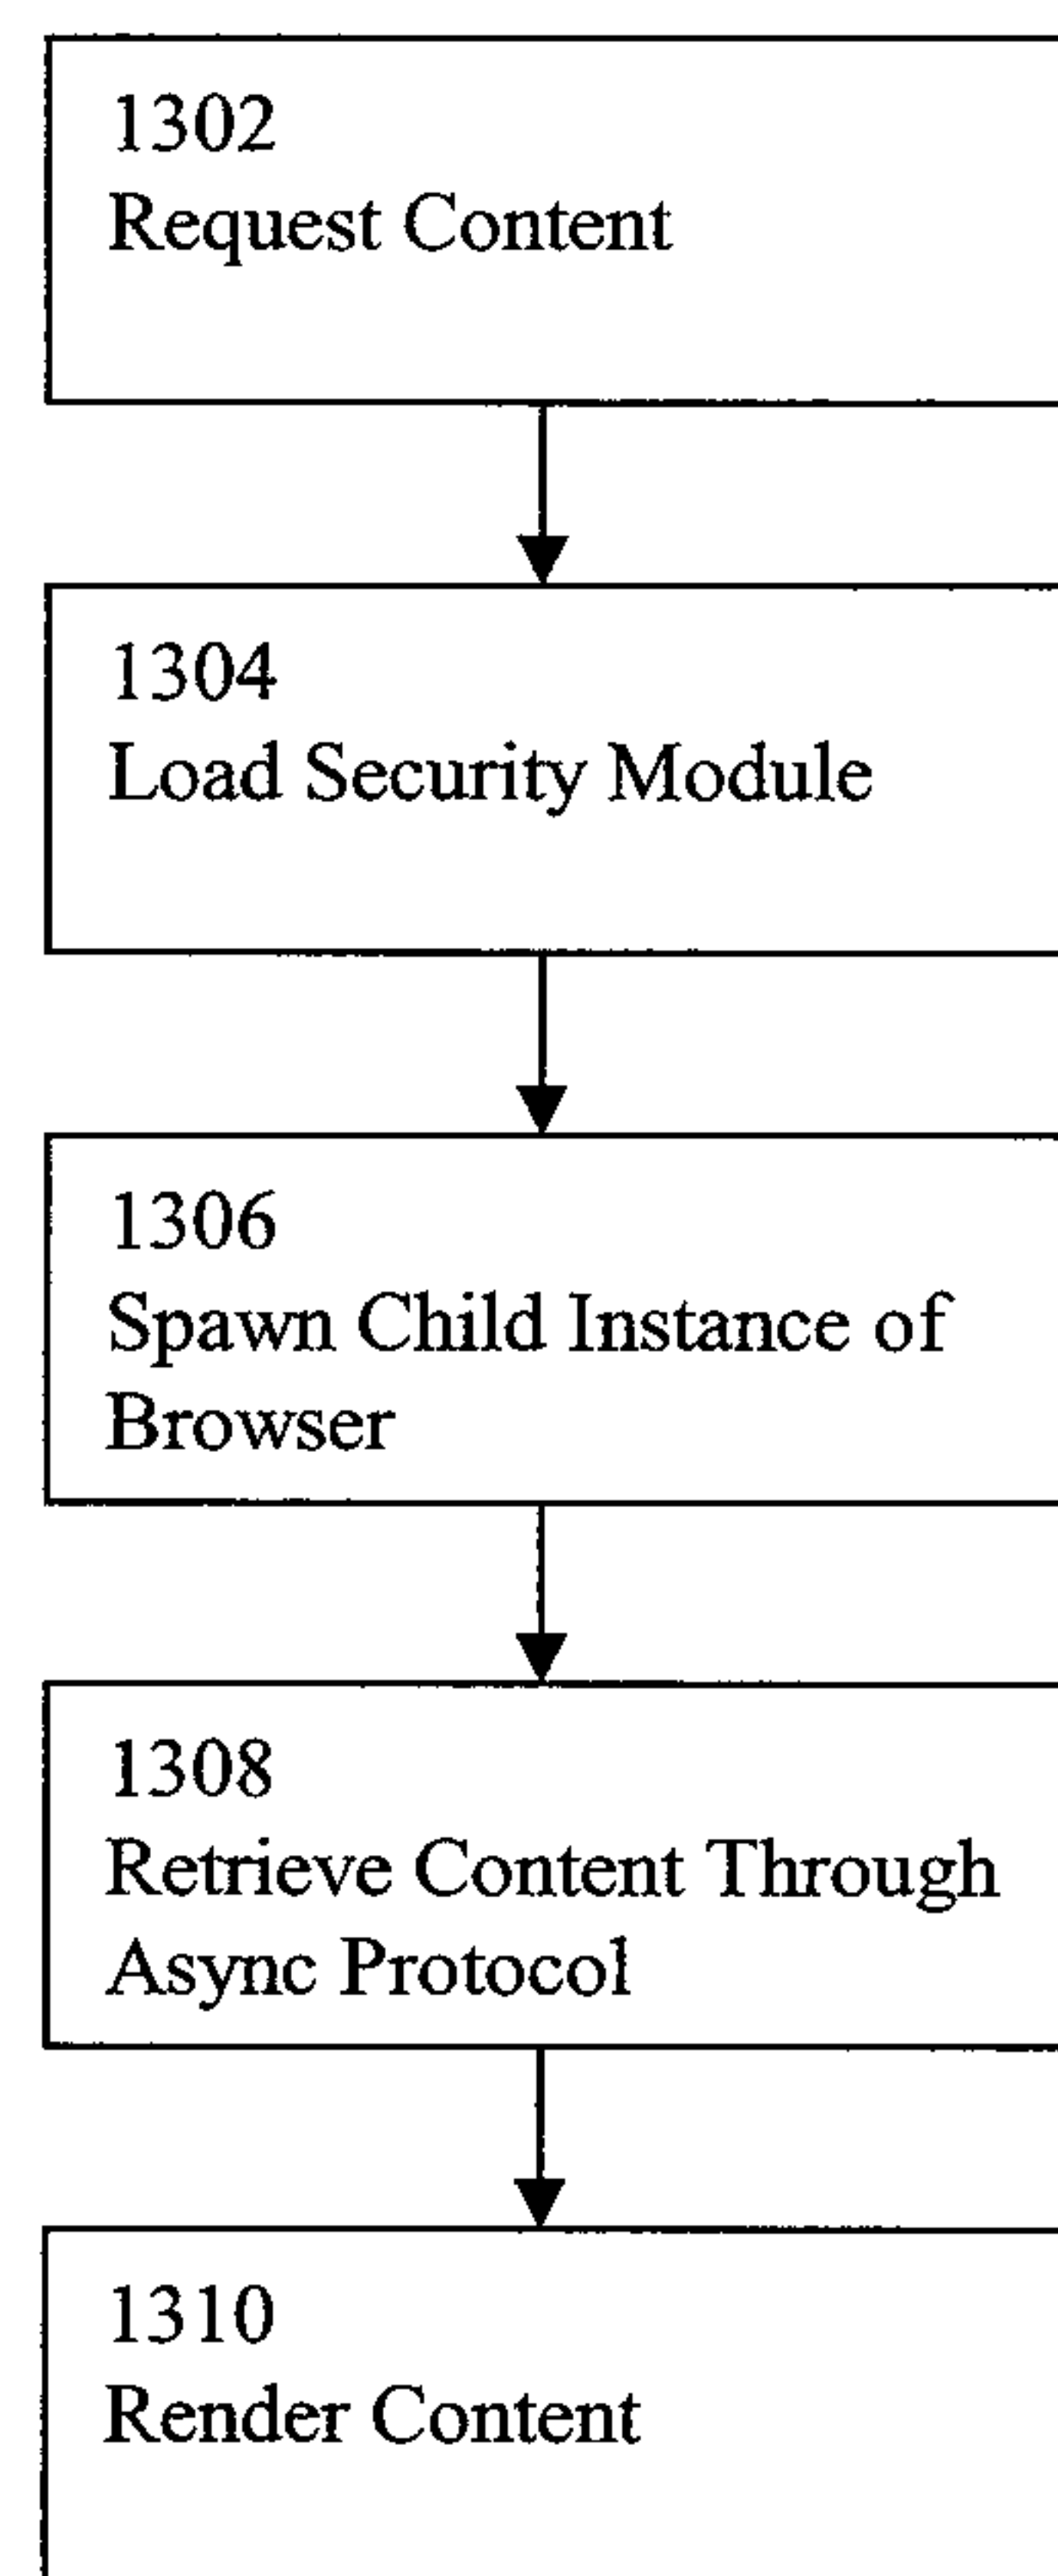 1302
Request Content
1304
Load Security Module
1306
Spawn Child Instance of
Browser
1308
Retrieve Content Through
Async Protocol
1310
Render Content